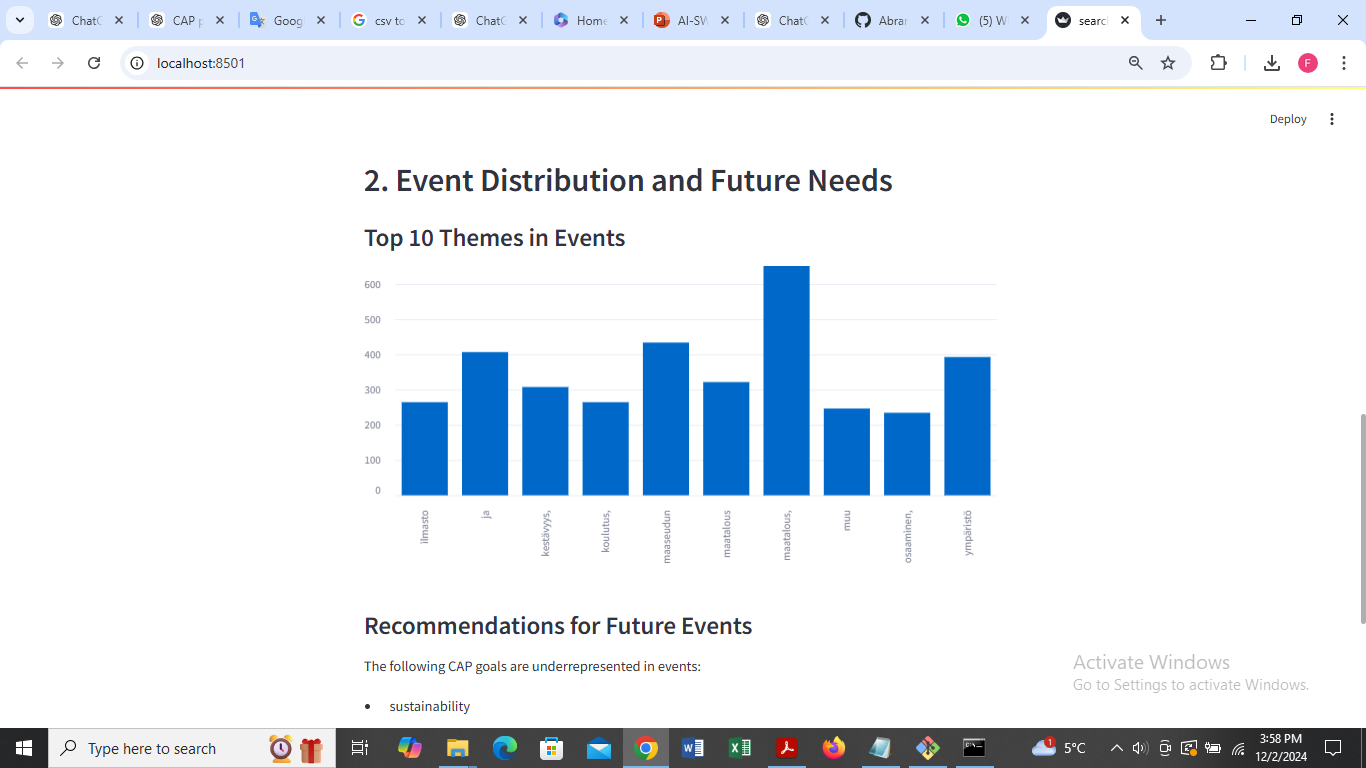 ChatG
CAP p
Goog
csv to
ChatG
Home
AI-SW
ChatG
Abrar
(5) W
searc
localhost:8501
F
Deploy
2. Event Distribution and Future Needs
Top 10 Themes in Events
600
500
400
300
200
100
0
ilmasto
ja
kestävyys,
koulutus,
maaseudun
maatalous
maatalous,
muu
osaaminen,
ympäristö
Recommendations for Future Events
The following CAP goals are underrepresented in events:
• sustainability
Activate Windows
Go to Settings to activate Windows.
Type here to search
1
5°C
3:58 PM
12/2/2024